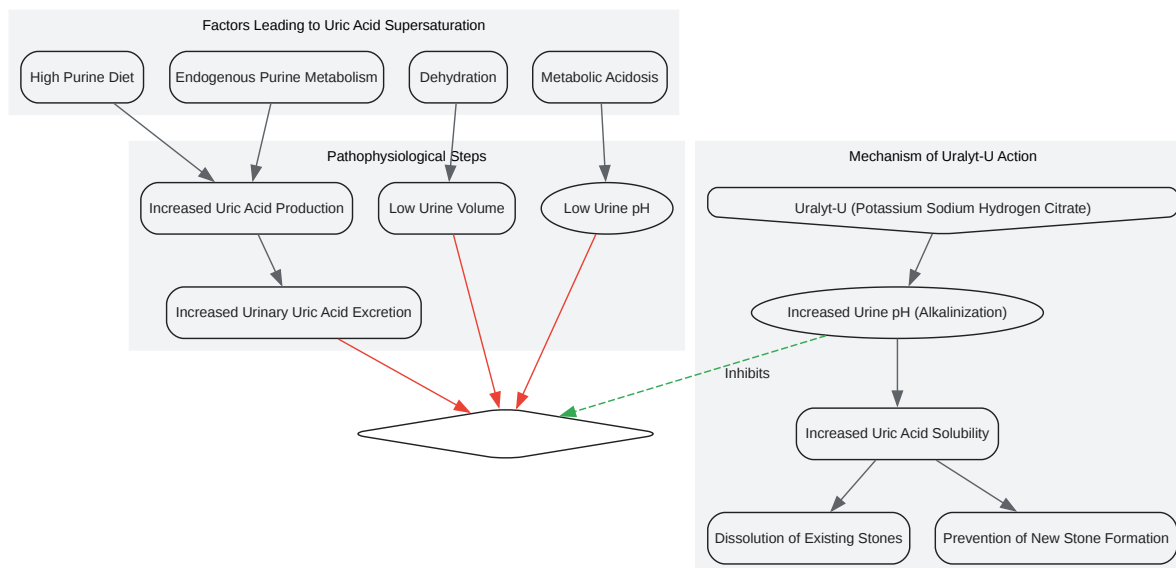 Factors Leading to Uric Acid Supersaturation
High Purine Diet
Endogenous Purine Metabolism
Dehydration
Metabolic Acidosis
Pathophysiological Steps
Mechanism of Uralyt-U Action
Increased Uric Acid Production
Low Urine Volume
Low Urine pH
Uralyt-U (Potassium Sodium Hydrogen Citrate)
Increased Urinary Uric Acid Excretion
Increased Urine pH (Alkalinization)
Inhibits
Increased Uric Acid Solubility
Dissolution of Existing Stones
Prevention of New Stone Formation